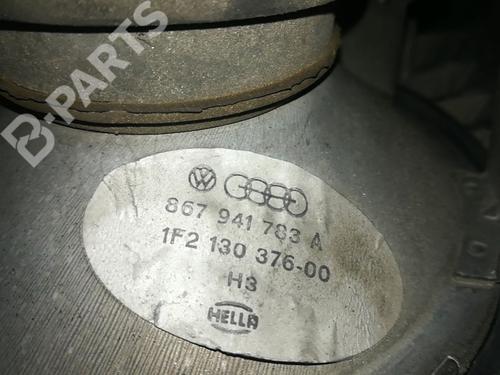 B-PARTS
867 941 783 A
1F2 130 376-00
H3
HELLA